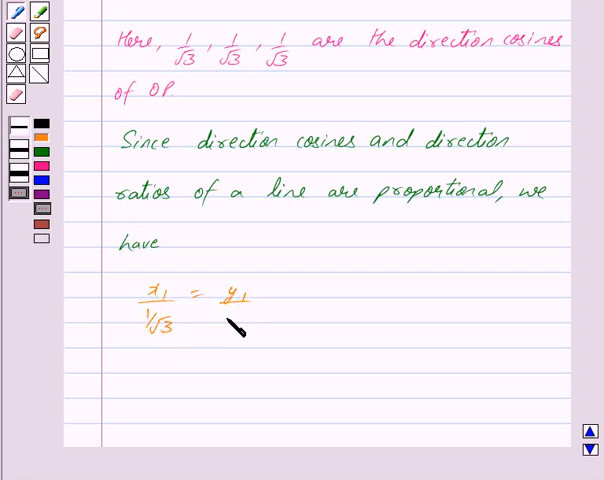 Here, 1/√3, 1/√3, 1/√3 are the direction cosines
of OP.
Since direction cosines and direction
ratios of a line are proportional, we
have
x₁/(1/√3) = y₁/